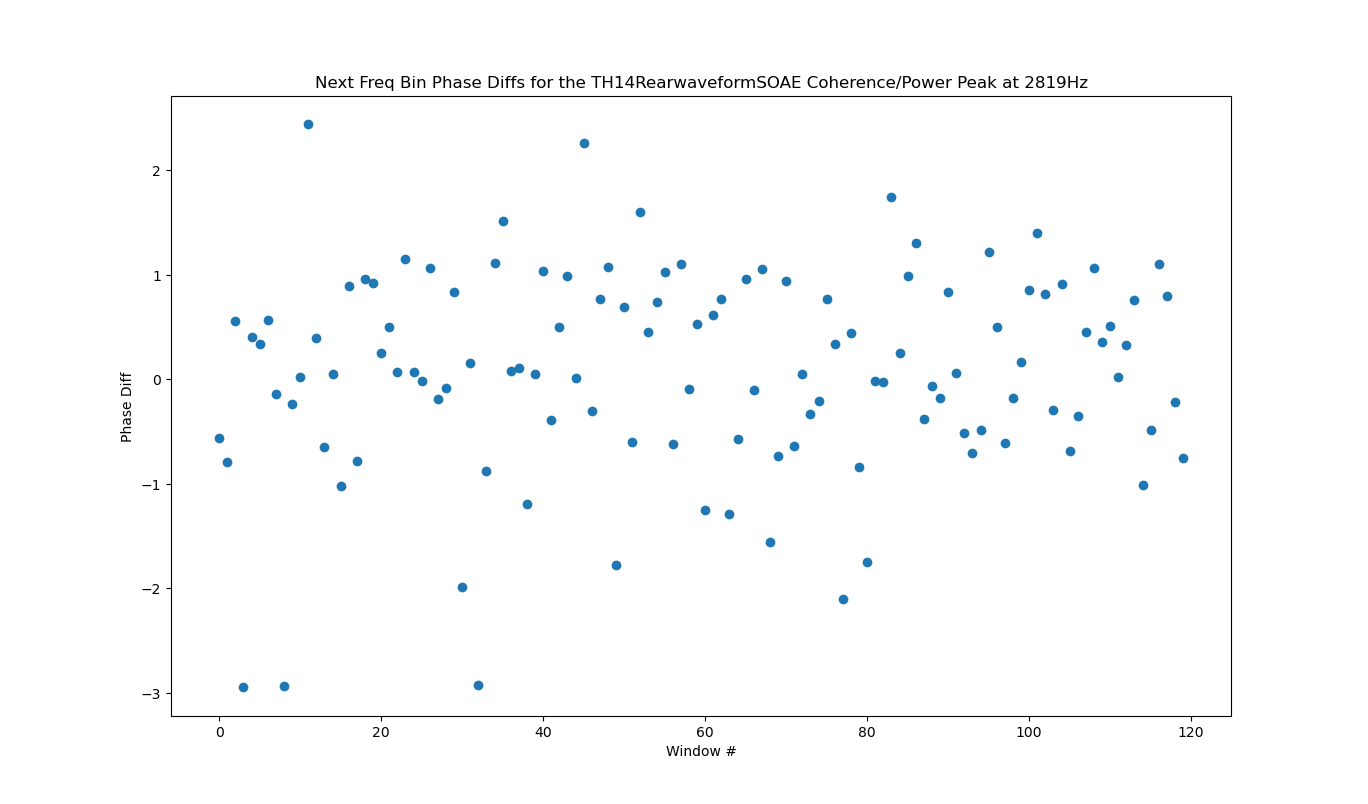 Next Freq Bin Phase Diffs for the TH14RearwaveformSOAE Coherence/Power Peak at 2819Hz
Phase Diff
2
1
0
−1
−2
−3
0 20 40 60 80 100 120
Window #